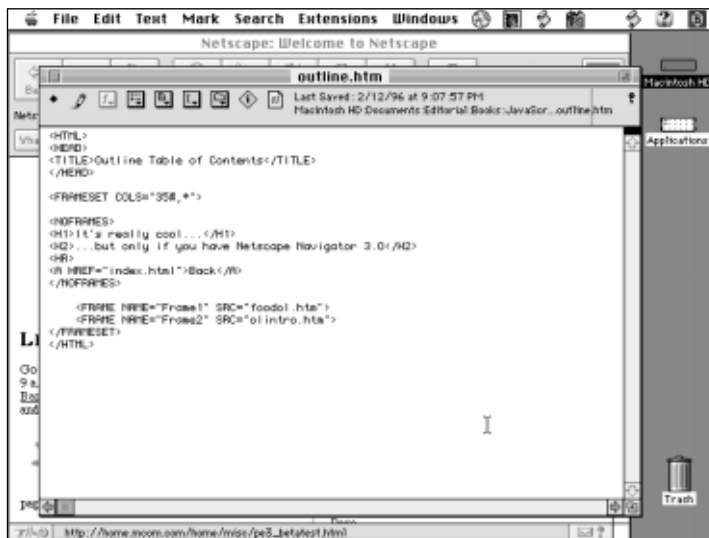 File Edit Text Mark Search Extensions Windows
Netscape: Welcome to Netscape
outline.htm
Last Saved: 2/12/96 at 9:07:57 PM
Macintosh HD:Documents:Editorial:Books:JavaScr...outline.htm
Macintosh HD
Applications
<HTML>
<HEAD>
<TITLE>Outline Table of Contents</TITLE>
</HEAD>
<FRAMESET COLS="35%,*">
<NOFRAMES>
<H1>It's really cool...</H1>
<H2>...but only if you have Netscape Navigator 3.0</H2>
<HR>
<A HREF="index.html">Back</A>
</NOFRAMES>
<FRAME NAME="Frame1" SRC="foodol.htm">
<FRAME NAME="Frame2" SRC="olintro.htm">
</FRAMESET>
</HTML>
Go
9 a
and
Trash
http://home.mcom.com/home/misc/pe3_betatest.html